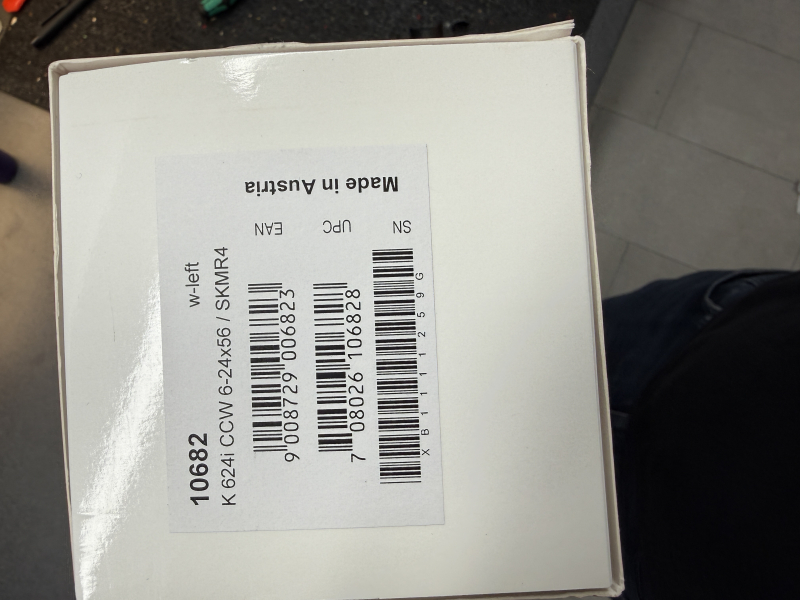 10682 w-left
K 624i CCW 6-24x56 / SKMR4
9 008729 006823 EAN
7 08026 106828 UPC
XB1111259G SN
Made in Austria